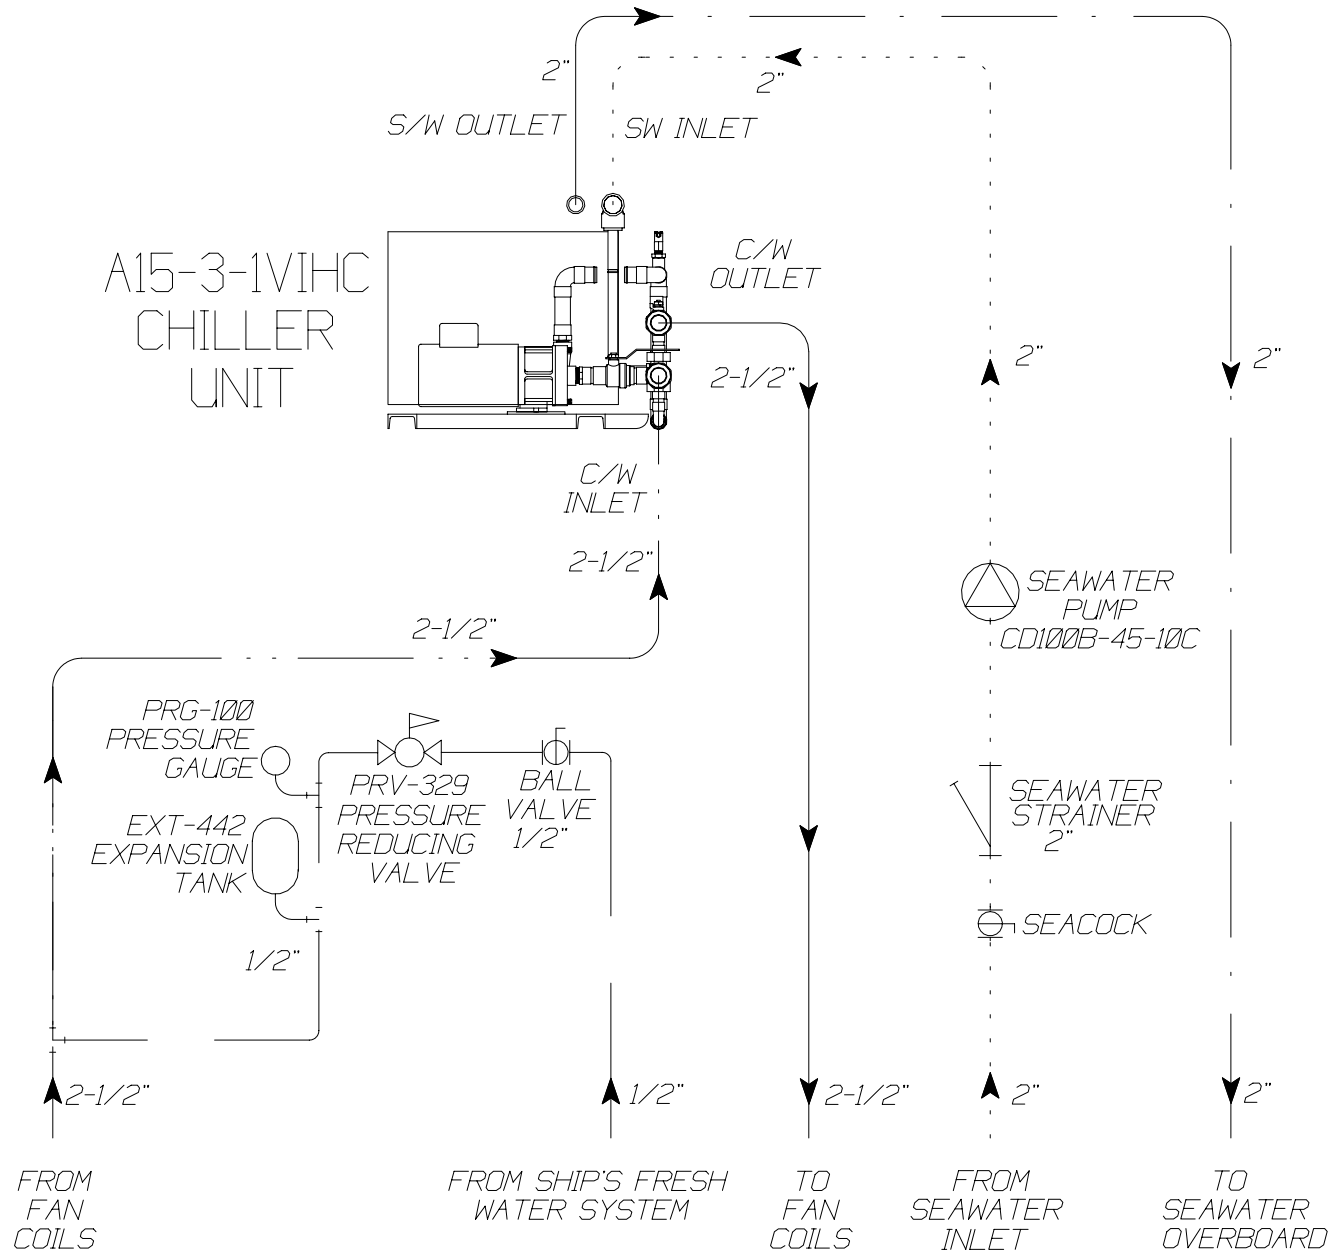 2"
2"
S/W OUTLET
SW INLET
A15-3-1VIHC
CHILLER
UNIT
C/W
OUTLET
2-1/2"
2"
2"
C/W
INLET
2-1/2"
2-1/2"
SEAWATER
PUMP
CD100B-45-10C
PRG-100
PRESSURE
GAUGE
PRV-329
PRESSURE
REDUCING
VALVE
BALL
VALVE
1/2"
SEAWATER
STRAINER
2"
EXT-442
EXPANSION
TANK
SEACOCK
1/2"
2-1/2"
1/2"
2-1/2"
2"
2"
FROM
FAN
COILS
FROM SHIP'S FRESH
WATER SYSTEM
TO
FAN
COILS
FROM
SEAWATER
INLET
TO
SEAWATER
OVERBOARD